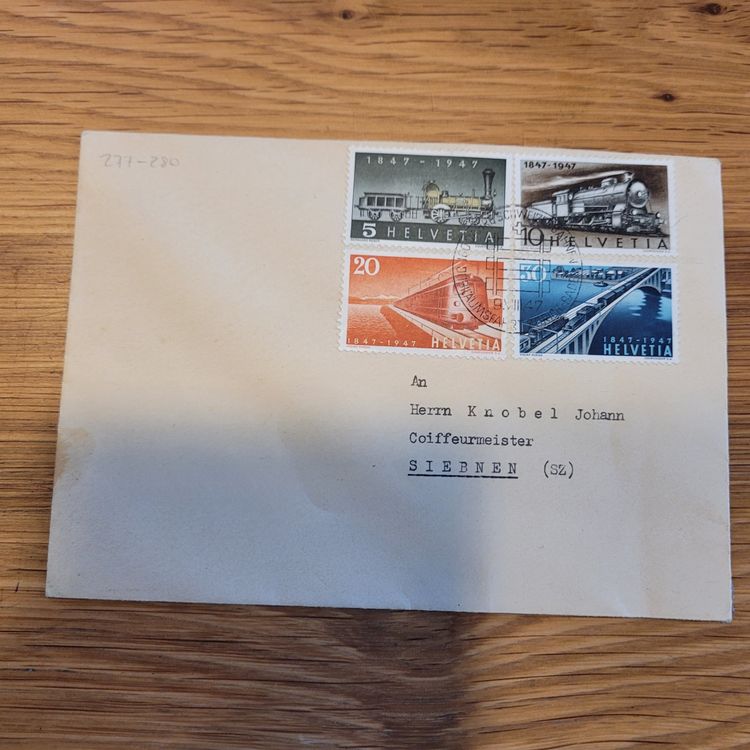 277-280
1847-1947
5 HELVETIA
1847-1947
10 HELVETIA
20
1847-1947 HELVETIA
30
1847-1947
HELVETIA
An
Herrn Knobel Johann
Coiffeurmeister
SIEBNEN (SZ)